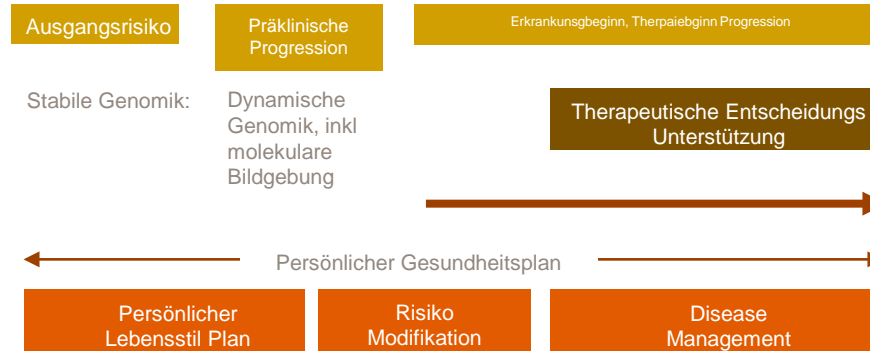 Ausgangsrisiko
Präklinische
Progression
Erkrankunsgbeginn, Therpaiebginn Progression
Stabile Genomik:
Dynamische
Genomik, inkl
molekulare
Bildgebung
Therapeutische Entscheidungs
Unterstützung
Persönlicher Gesundheitsplan
Persönlicher
Lebensstil Plan
Risiko
Modifikation
Disease
Management